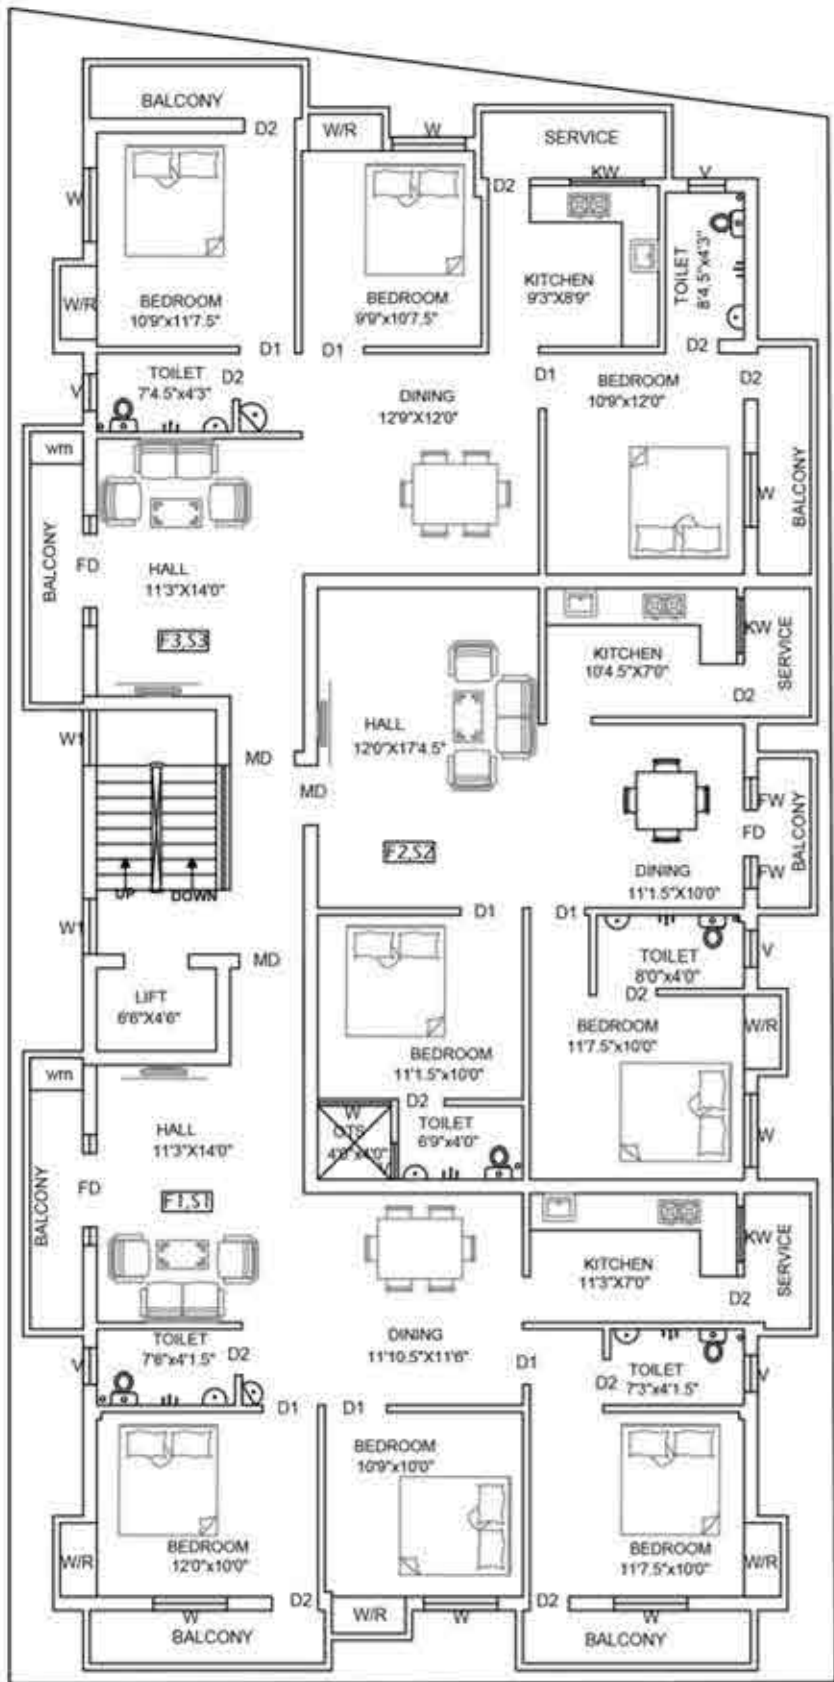 BALCONY
D2
W/R
W
SERVICE
W
D2
KW
V
BEDROOM
10'9"x11'7.5"
BEDROOM
9'9"x10'7.5"
KITCHEN
9'3"X8'9"
TOILET
8'4.5"x4'3"
W/R
D1
D1
D2
TOILET
7'4.5"x4'3"
D2
V
DINING
12'9"X12'0"
D1
BEDROOM
10'9"x12'0"
D2
wm
W
BALCONY
BALCONY
FD
HALL
11'3"X14'0"
F3,S3
KITCHEN
10'4.5"X7'0"
KW
SERVICE
D2
HALL
12'0"X17'4.5"
W1
MD
MD
FW
FD
FW
BALCONY
F2,S2
DINING
11'1.5"X10'0"
UP
DOWN
W1
D1
D1
MD
TOILET
8'0"x4'0"
V
D2
LIFT
6'6"X4'6"
BEDROOM
11'7.5"x10'0"
W/R
BEDROOM
11'1.5"x10'0"
wm
D2
W
OTS
4'0"x4'0"
V
TOILET
6'9"x4'0"
W
HALL
11'3"X14'0"
FD
BALCONY
F1,S1
KITCHEN
11'3"X7'0"
KW
SERVICE
D2
DINING
11'10.5"X11'6"
TOILET
7'6"x4'1.5"
D2
V
D1
TOILET
7'3"x4'1.5"
D2
V
D1
D1
BEDROOM
10'9"x10'0"
BEDROOM
12'0"x10'0"
BEDROOM
11'7.5"x10'0"
W/R
W/R
D2
D2
W
W/R
W
W
BALCONY
BALCONY